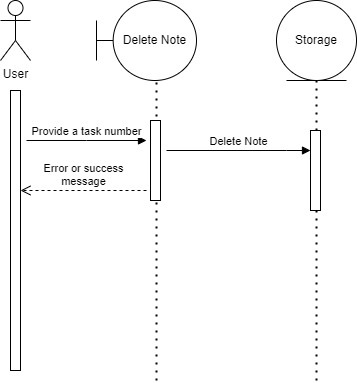 Delete Note
Storage
User
Provide a task number
Delete Note
Error or success
message